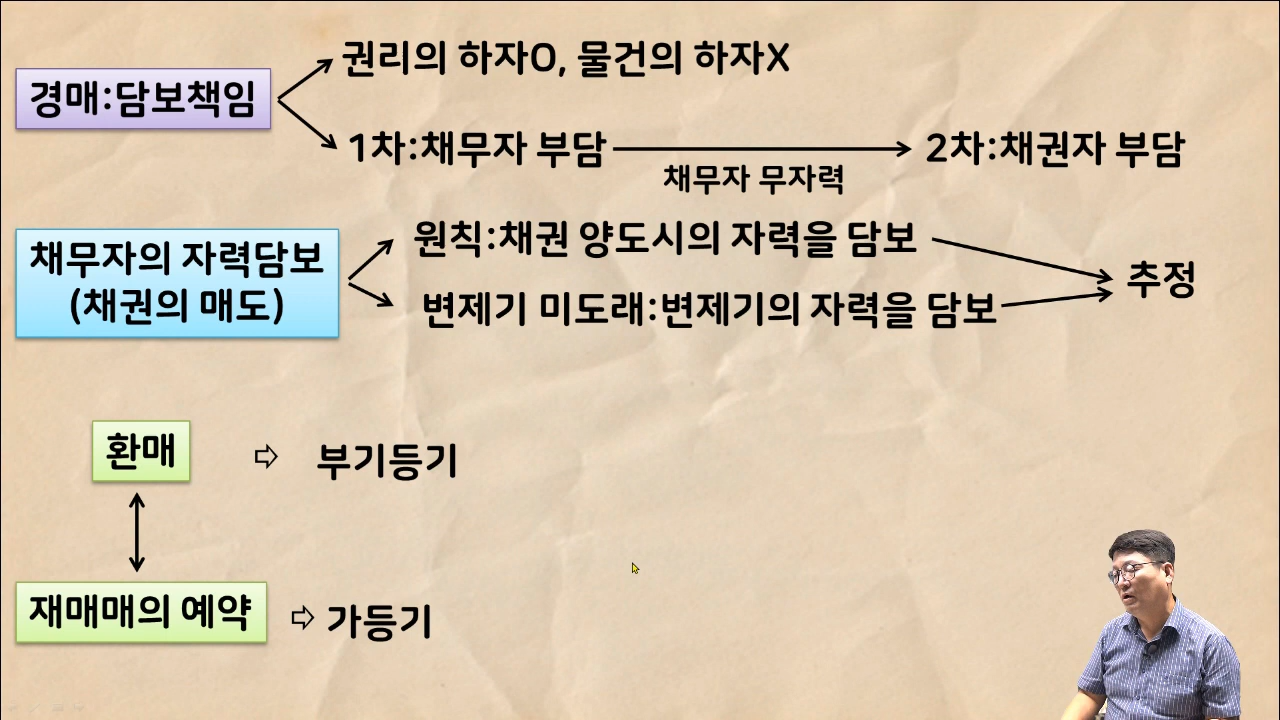 경매:담보책임
권리의 하자O, 물건의 하자X
1차:채무자 부담
채무자 무자력
2차:채권자 부담
채무자의 자력담보
(채권의 매도)
원칙:채권 양도시의 자력을 담보
변제기 미도래:변제기의 자력을 담보
추정
환매
부기등기
재매매의 예약
가등기